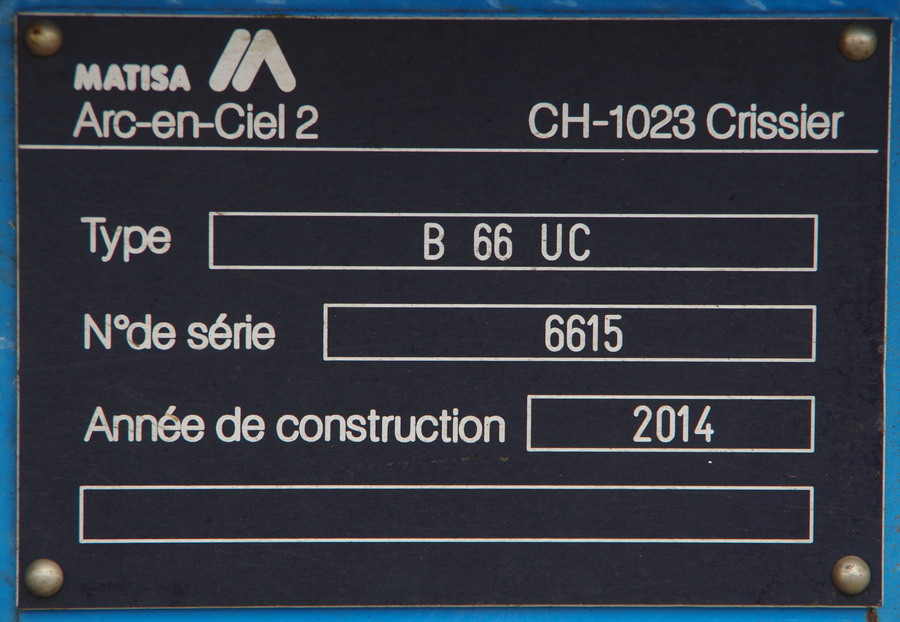 MATISA
Arc-en-Ciel 2 CH-1023 Crissier
Type B 66 UC
N°de série 6615
Année de construction 2014